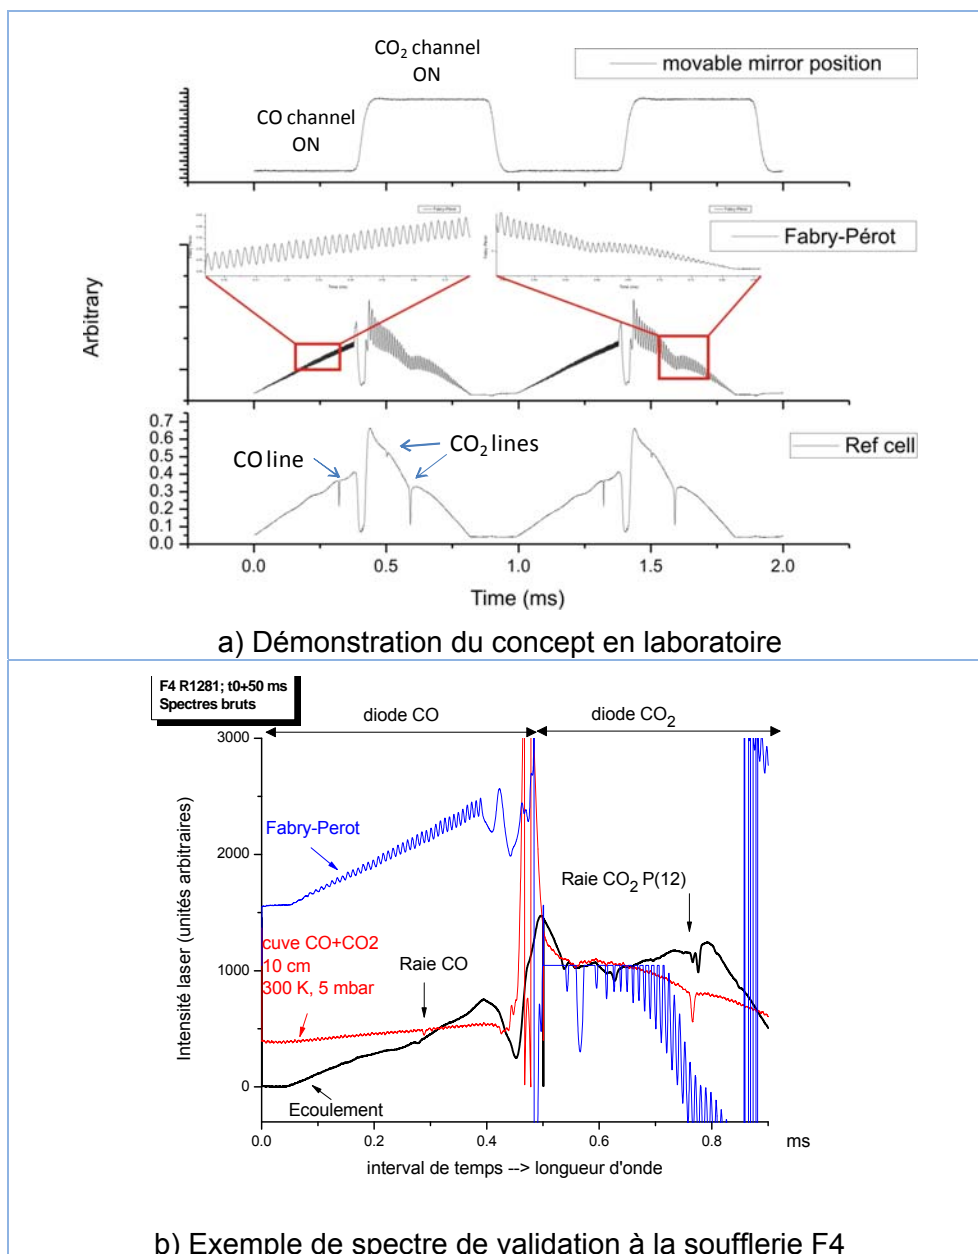 CO2 channel
ON
movable mirror position
CO channel
ON
Fabry-Pérot
Arbitrary
Time (ms)
Time (ms)
0.7
0.6
0.5
0.4
0.3
0.2
0.1
0.0
CO line
CO2 lines
Ref cell
0.0
0.5
1.0
1.5
2.0
Time (ms)
a) Démonstration du concept en laboratoire
F4 R1281; t0+50 ms
Spectres bruts
diode CO
diode CO2
3000
2000
1000
0
Intensité laser (unités arbitraires)
Fabry-Perot
Raie CO2 P(12)
cuve CO+CO2
10 cm
300 K, 5 mbar
Raie CO
Ecoulement
0.0
0.2
0.4
0.6
0.8
ms
interval de temps --> longueur d'onde
b) Exemple de spectre de validation à la soufflerie F4